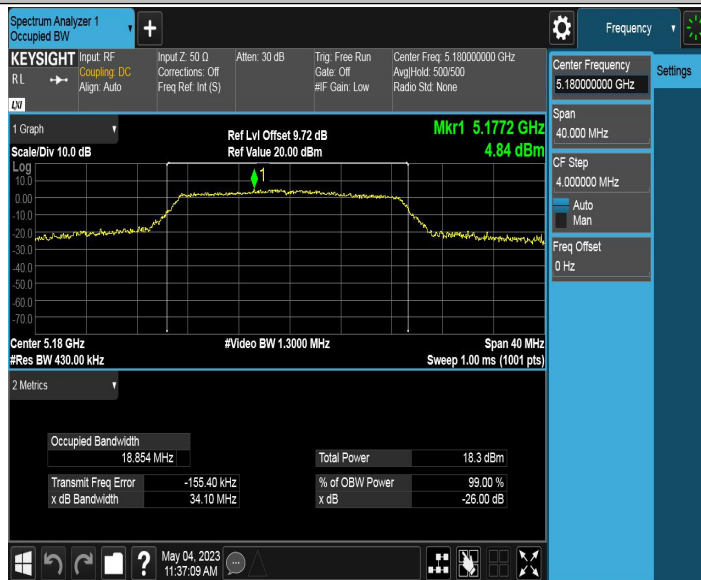 Spectrum Analyzer 1
Occupied BW
Frequency
KEYSIGHT
Input: RF
Coupling: DC
Align: Auto
RL
LXI
Input Z: 50 Ω
Corrections: Off
Freq Ref: Int (S)
Atten: 30 dB
Trig: Free Run
Gate: Off
#IF Gain: Low
Center Freq: 5.180000000 GHz
Avg|Hold: 500/500
Radio Std: None
Center Frequency
5.180000000 GHz
Settings
Span
40.000 MHz
CF Step
4.000000 MHz
Auto
Man
Freq Offset
0 Hz
1 Graph
Scale/Div 10.0 dB
Ref Lvl Offset 9.72 dB
Ref Value 20.00 dBm
Mkr1 5.1772 GHz
4.84 dBm
Log
10.0
0.00
-10.0
-20.0
-30.0
-40.0
-50.0
-60.0
-70.0
1
Center 5.18 GHz
#Res BW 430.00 kHz
#Video BW 1.3000 MHz
Span 40 MHz
Sweep 1.00 ms (1001 pts)
2 Metrics
Occupied Bandwidth
18.854 MHz
Transmit Freq Error -155.40 kHz
x dB Bandwidth 34.10 MHz
Total Power 18.3 dBm
% of OBW Power 99.00 %
x dB -26.00 dB
?
May 04, 2023
11:37:09 AM